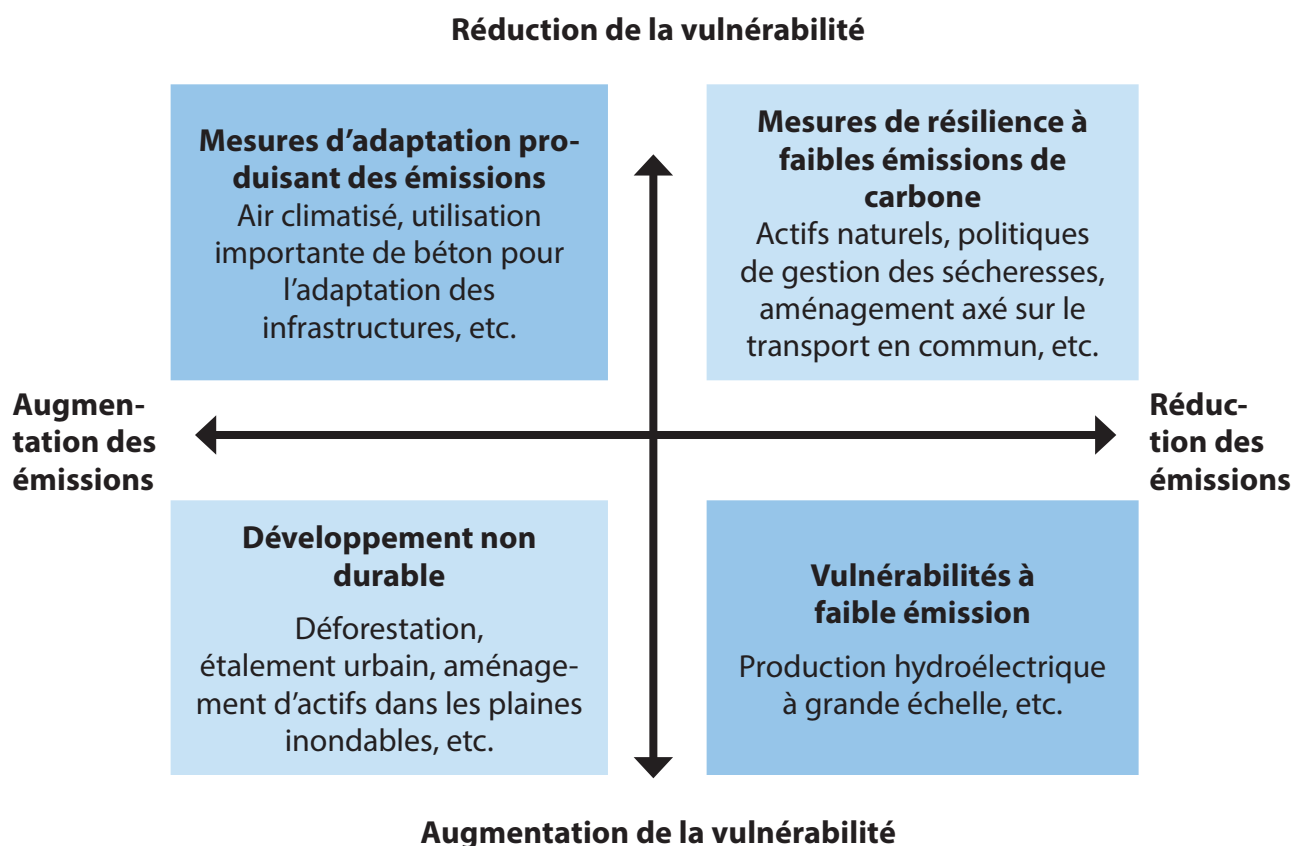 Réduction de la vulnérabilité
Mesures d’adaptation pro-
duisant des émissions
Air climatisé, utilisation
importante de béton pour
l’adaptation des
infrastructures, etc.
Mesures de résilience à
faibles émissions de
carbone
Actifs naturels, politiques
de gestion des sécheresses,
aménagement axé sur le
transport en commun, etc.
Augmen-
tation des
émissions
Réduc-
tion des
émissions
Développement non
durable
Déforestation,
étalement urbain, aménage-
ment d’actifs dans les plaines
inondables, etc.
Vulnérabilités à
faible émission
Production hydroélectrique
à grande échelle, etc.
Augmentation de la vulnérabilité